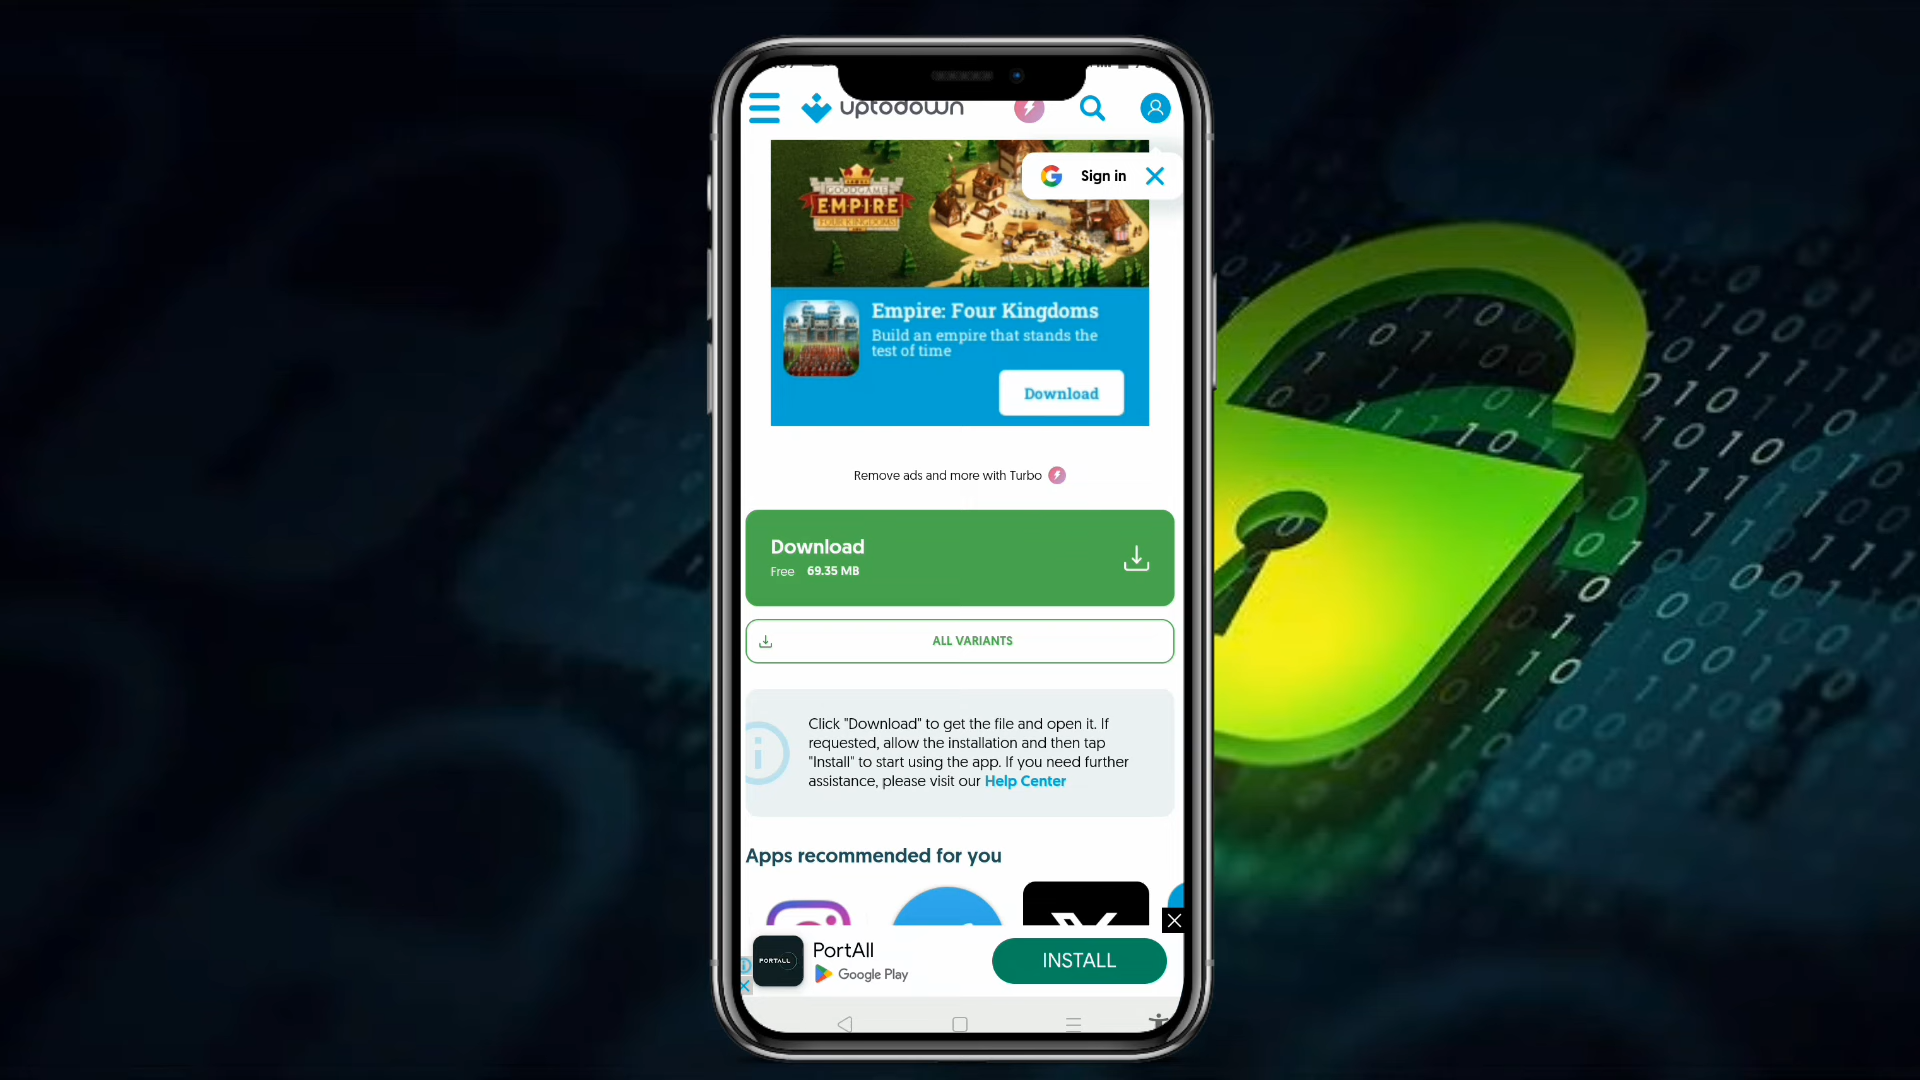 uptodown
Sign in
GOODGAME
EMPIRE
FOUR KINGDOMS
Empire: Four Kingdoms
Build an empire that stands the
test of time
Download
Remove ads and more with Turbo
Download
Free 69.35 MB
ALL VARIANTS
Click "Download" to get the file and open it. If
requested, allow the installation and then tap
"Install" to start using the app. If you need further
assistance, please visit our Help Center
Apps recommended for you
PORTALL
PortAll
Google Play
INSTALL